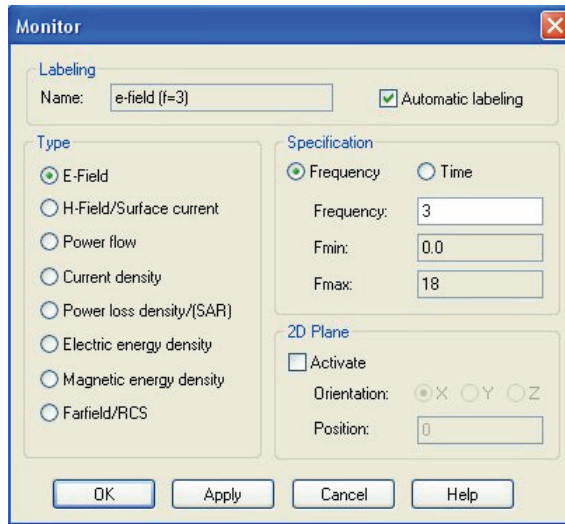 Monitor
Labeling
Name: e-field (f=3)
Automatic labeling
Type
E-Field
H-Field/Surface current
Power flow
Current density
Power loss density/(SAR)
Electric energy density
Magnetic energy density
Farfield/RCS
Specification
Frequency Time
Frequency: 3
Fmin: 0.0
Fmax: 18
2D Plane
Activate
Orientation: X Y Z
Position: 0
OK Apply Cancel Help